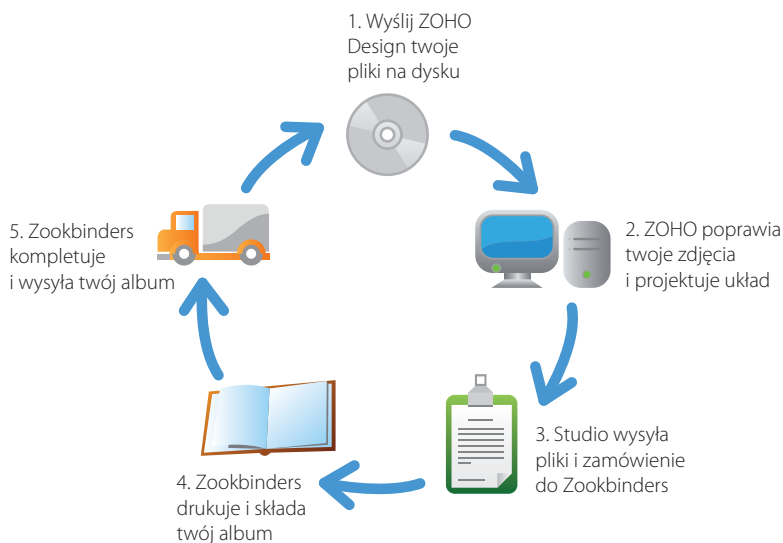 1. Wyślij ZOHO
Design twoje
pliki na dysku
2. ZOHO poprawia
twoje zdjęcia
i projektuje układ
3. Studio wysyła
pliki i zamówienie
do Zookbinders
4. Zookbinders
drukuje i składa
twój album
5. Zookbinders
kompletuje
i wysyła twój album